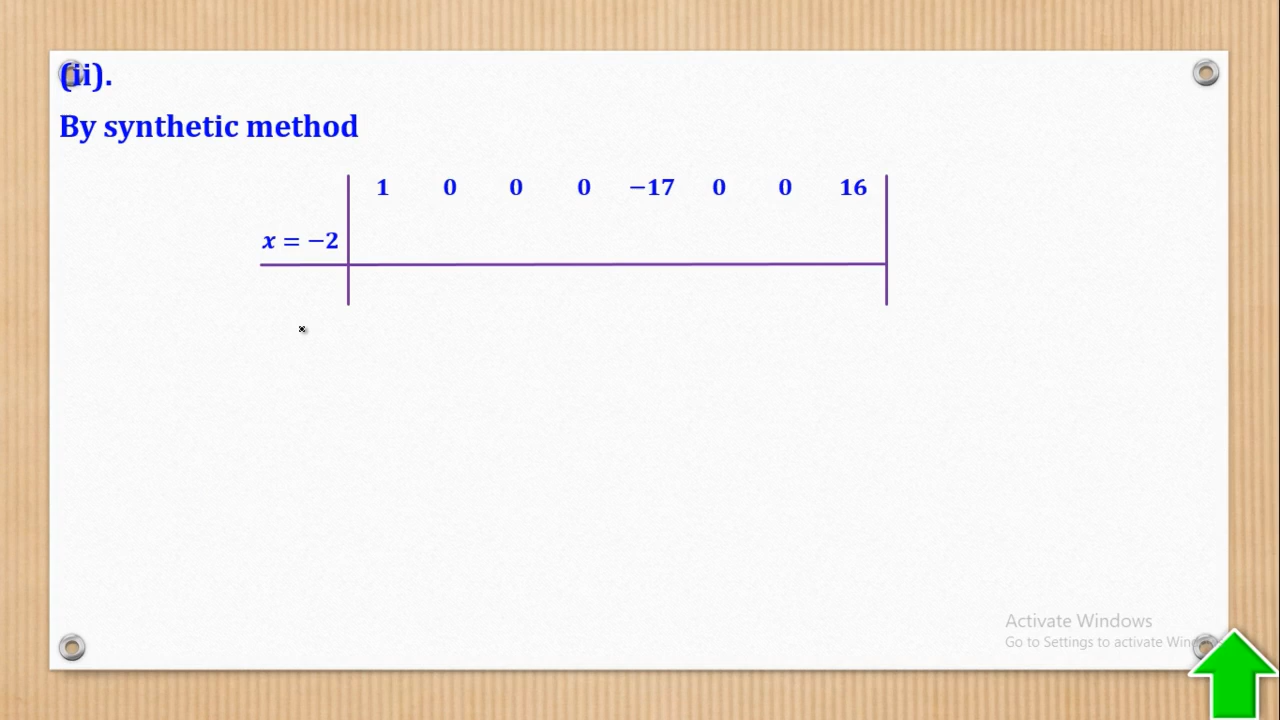 (ii).
By synthetic method
1 0 0 0 −17 0 0 16
x = −2
Activate Windows
Go to Settings to activate Windows.